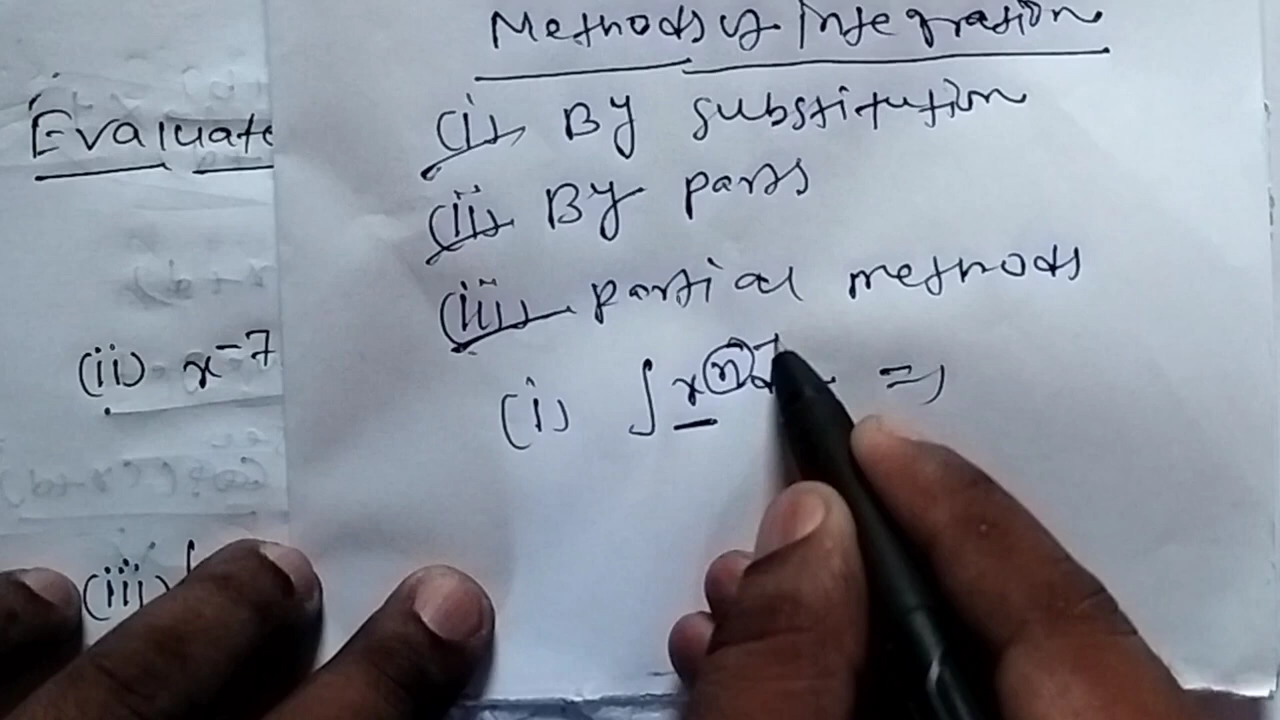 Methods of Integration
(i) By substitution
(ii) By parts
(iii) partial methods
(i) ∫ xⁿ =>
Evaluate
(ii) x⁻⁷
(iii) ∫